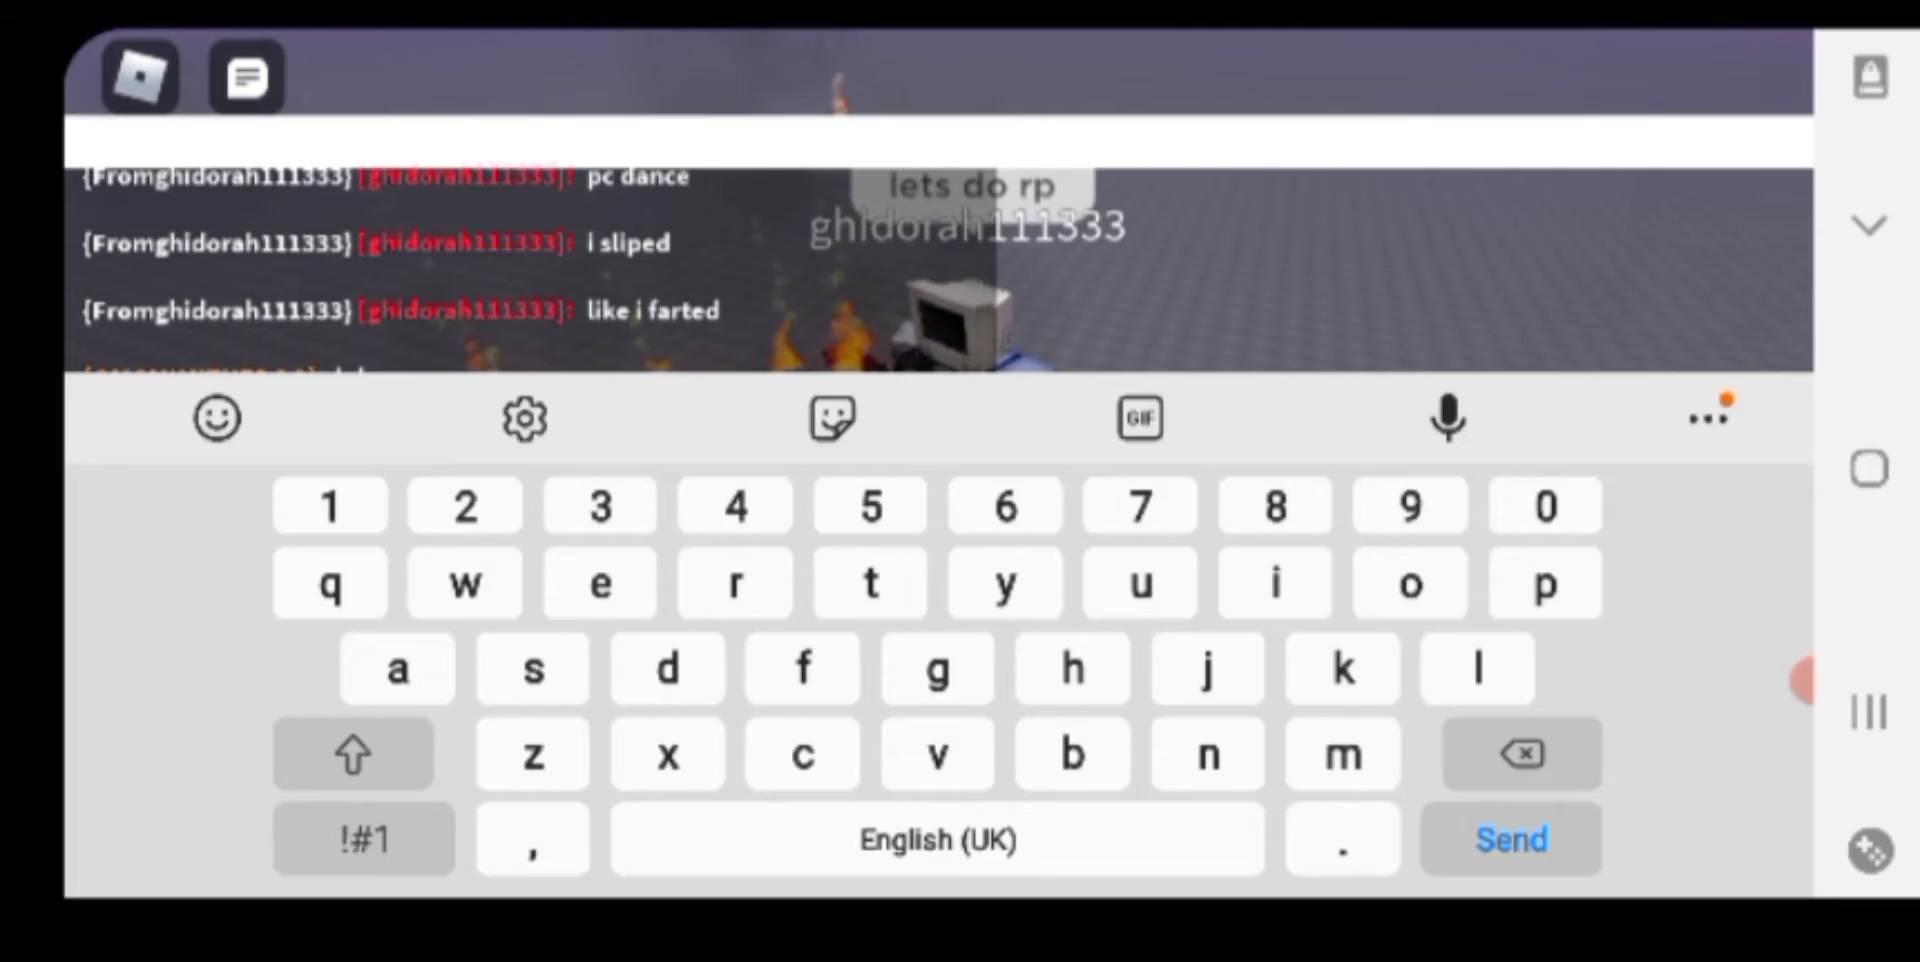 {Fromghidorah111333} [ghidorah111333]: pc dance
lets do rp
ghidorah111333
{Fromghidorah111333} [ghidorah111333]: i sliped
{Fromghidorah111333} [ghidorah111333]: like i farted
GIF
1 2 3 4 5 6 7 8 9 0
q w e r t y u i o p
a s d f g h j k l
z x c v b n m
!#1 , English (UK) . Send